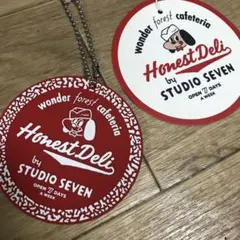 wonder forest cafeteria
Honest Deli
by
STUDIO SEVEN
OPEN 7 DAYS
A WEEK
wonder forest cafeteria
Honest.Deli
by
STUDIO SEVEN
OPEN 7 DAYS
A WEEK